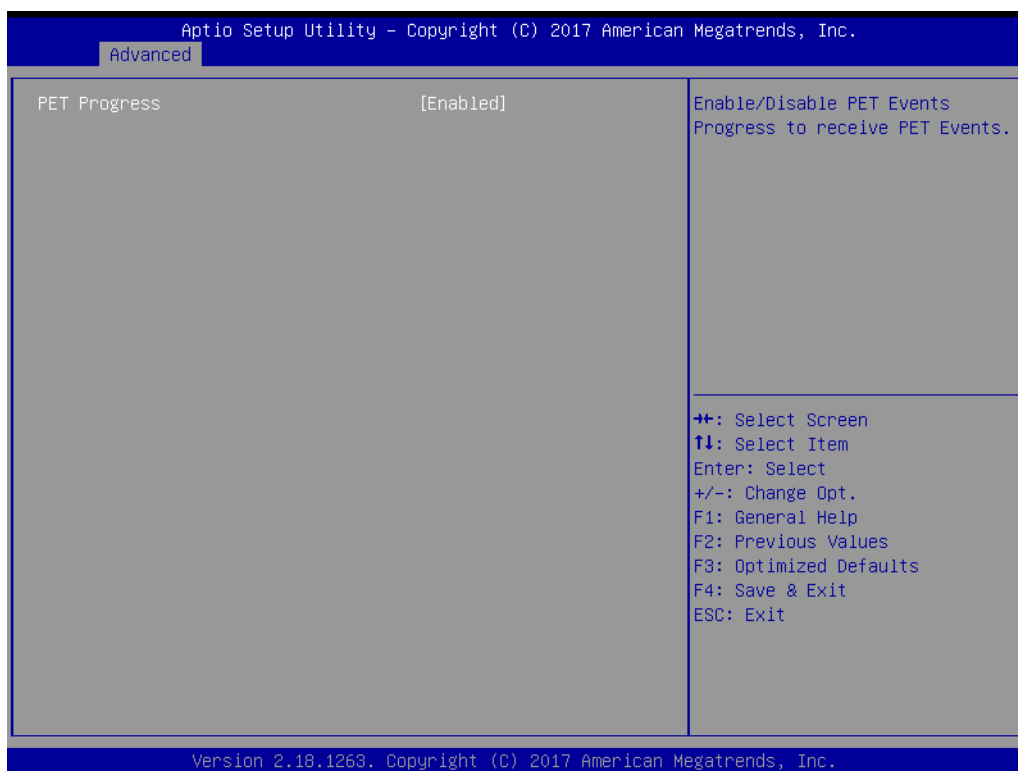 Aptio Setup Utility – Copyright (C) 2017 American Megatrends, Inc.
Advanced
PET Progress [Enabled]
Enable/Disable PET Events
Progress to receive PET Events.
→←: Select Screen
↑↓: Select Item
Enter: Select
+/-: Change Opt.
F1: General Help
F2: Previous Values
F3: Optimized Defaults
F4: Save & Exit
ESC: Exit
Version 2.18.1263. Copyright (C) 2017 American Megatrends, Inc.